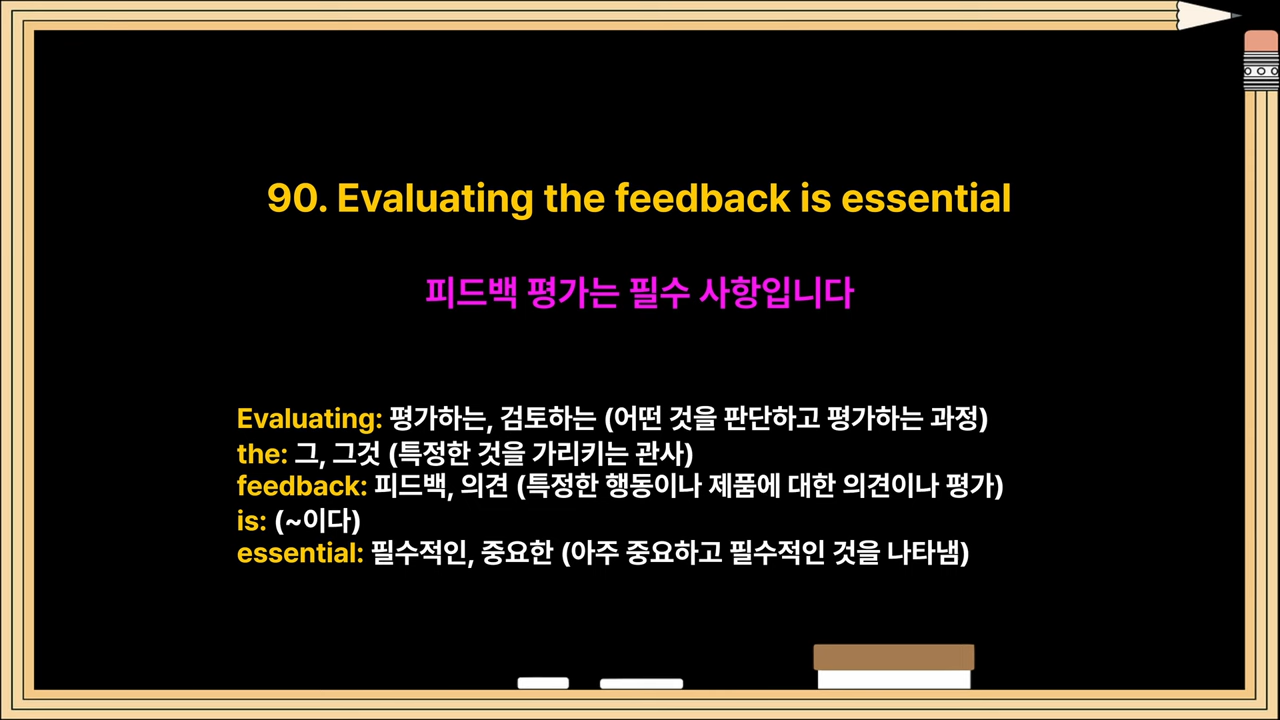 90. Evaluating the feedback is essential
피드백 평가는 필수 사항입니다
Evaluating: 평가하는, 검토하는 (어떤 것을 판단하고 평가하는 과정)
the: 그, 그것 (특정한 것을 가리키는 관사)
feedback: 피드백, 의견 (특정한 행동이나 제품에 대한 의견이나 평가)
is: (~이다)
essential: 필수적인, 중요한 (아주 중요하고 필수적인 것을 나타냄)